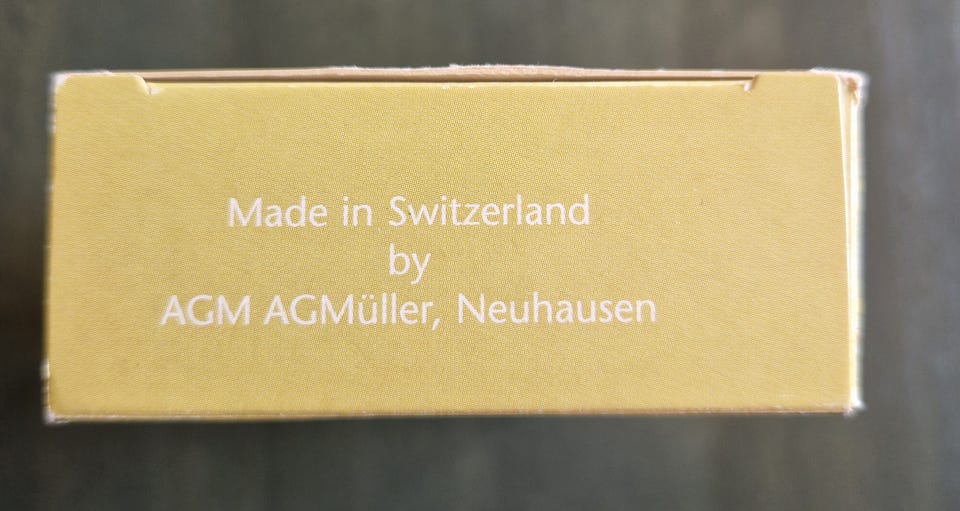 Made in Switzerland
by
AGM AGMüller, Neuhausen